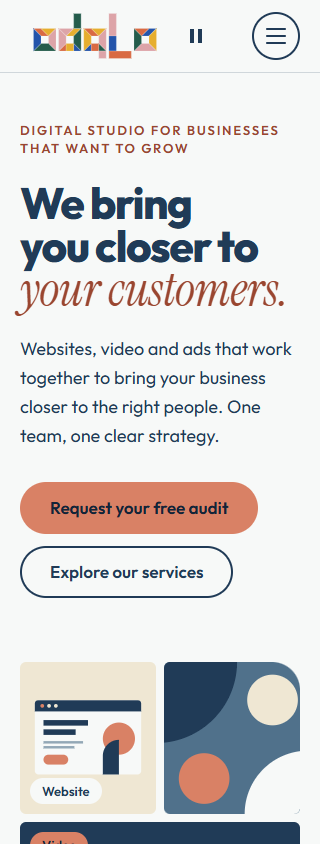 odqLo
DIGITAL STUDIO FOR BUSINESSES
THAT WANT TO GROW
We bring
you closer to
your customers.
Websites, video and ads that work
together to bring your business
closer to the right people. One
team, one clear strategy.
Request your free audit
Explore our services
Website
Video